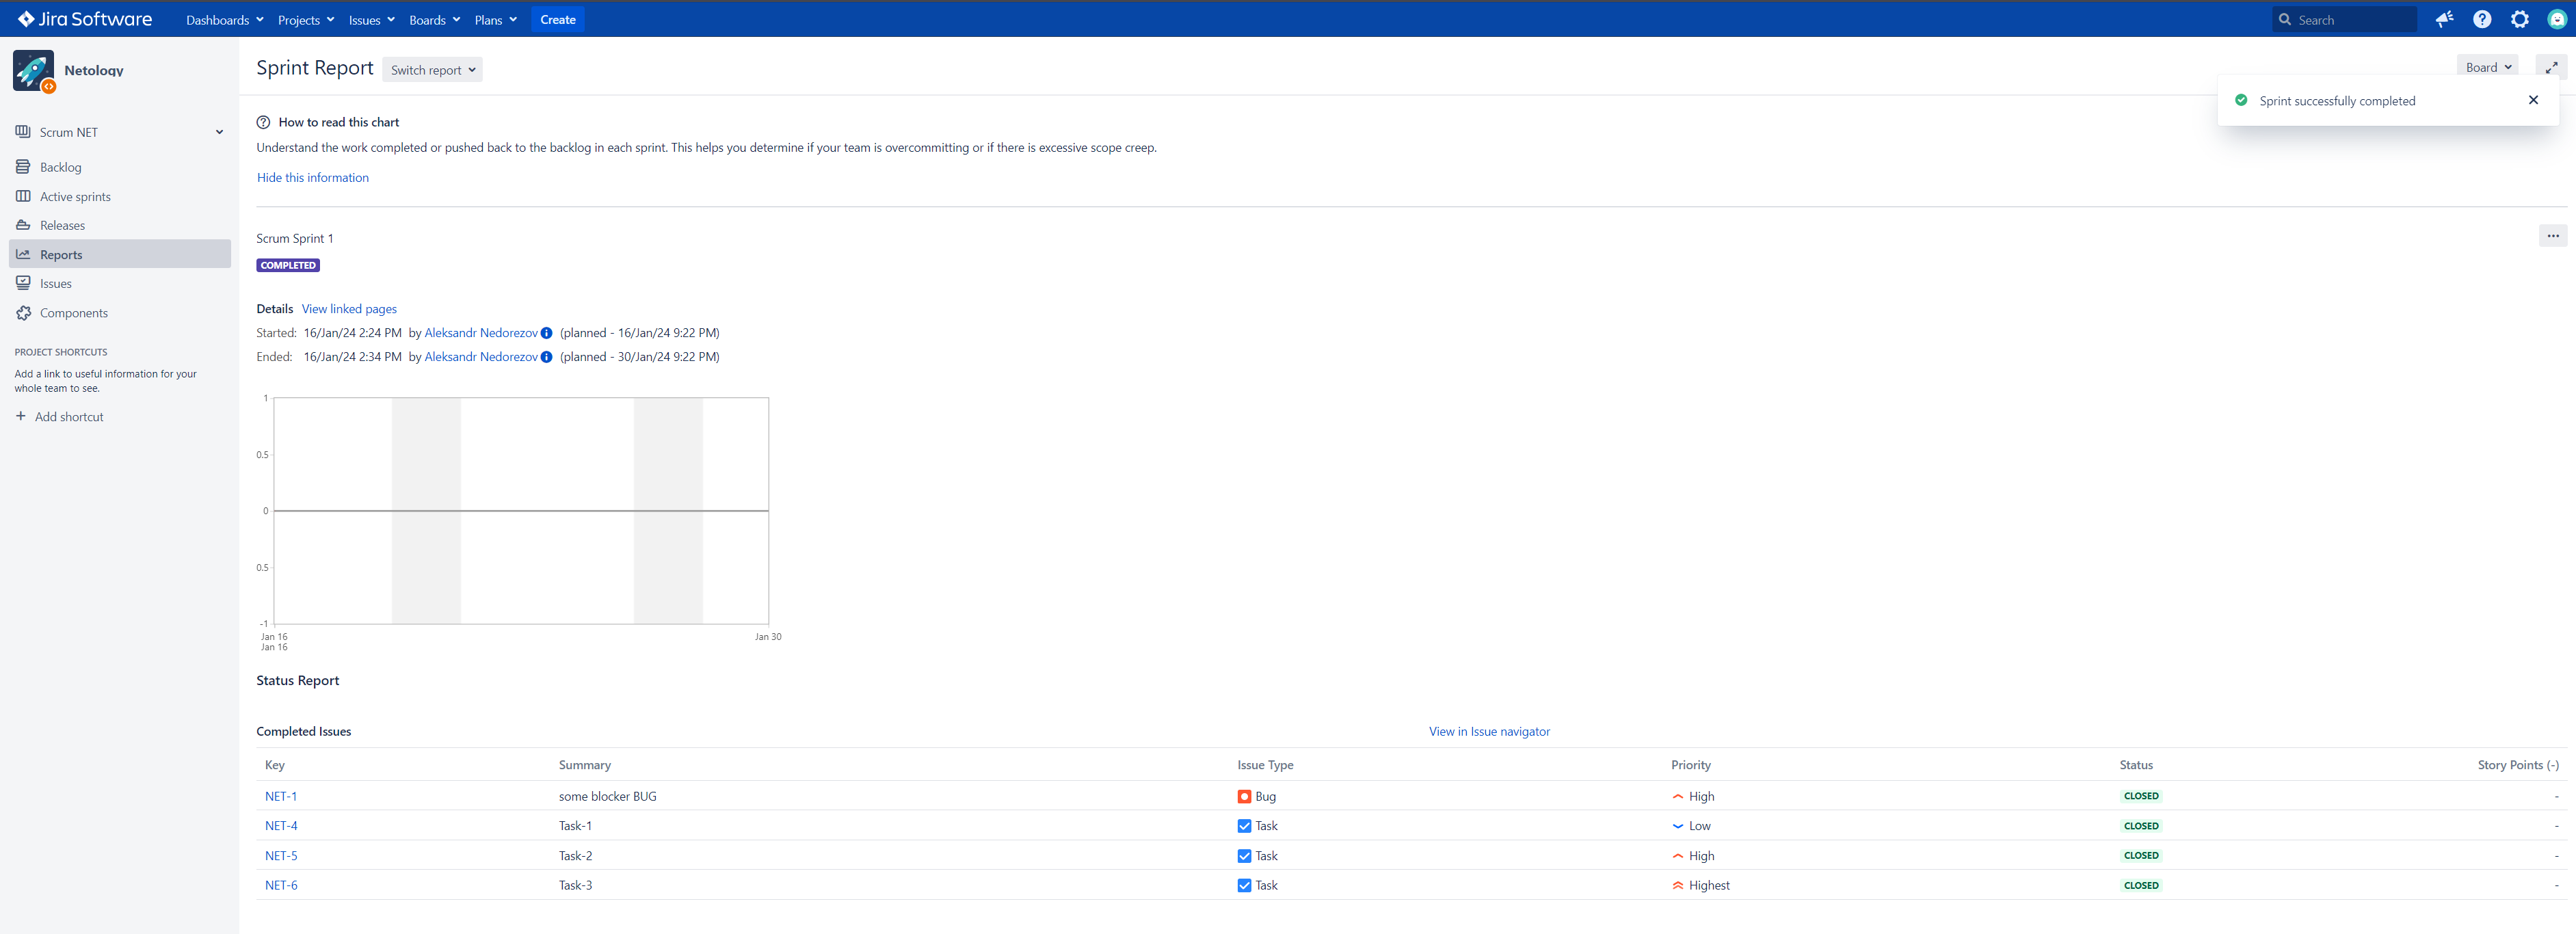 Jira Software Dashboards Projects Issues Boards Plans Create Search
Netology
Scrum NET
Backlog
Active sprints
Releases
Reports
Issues
Components
PROJECT SHORTCUTS
Add a link to useful information for your
whole team to see.
+ Add shortcut
Sprint Report Switch report Board
Sprint successfully completed
How to read this chart
Understand the work completed or pushed back to the backlog in each sprint. This helps you determine if your team is overcommitting or if there is excessive scope creep.
Hide this information
Scrum Sprint 1
COMPLETED
Details View linked pages
Started: 16/Jan/24 2:24 PM by Aleksandr Nedorezov (planned - 16/Jan/24 9:22 PM)
Ended: 16/Jan/24 2:34 PM by Aleksandr Nedorezov (planned - 30/Jan/24 9:22 PM)
1
0.5
0
0.5
-1
Jan 16 Jan 30
Jan 16
Status Report
Completed Issues View in Issue navigator
Key Summary Issue Type Priority Status Story Points (-)
NET-1 some blocker BUG Bug High CLOSED -
NET-4 Task-1 Task Low CLOSED -
NET-5 Task-2 Task High CLOSED -
NET-6 Task-3 Task Highest CLOSED -